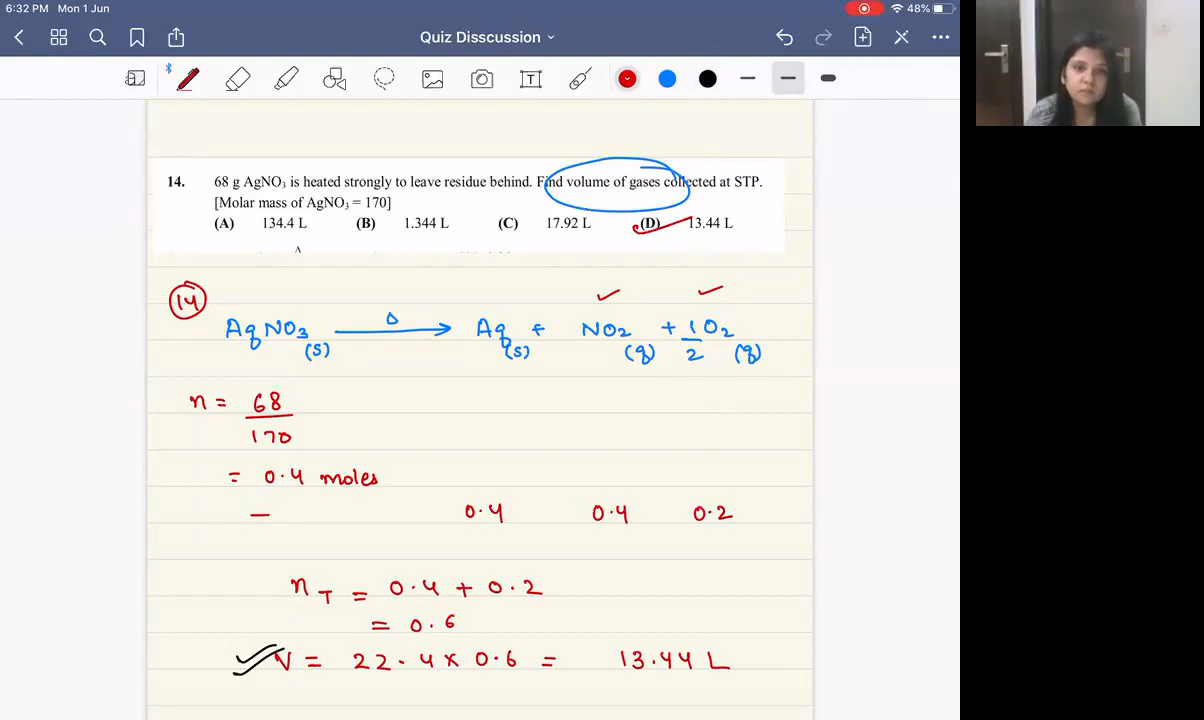 6:32 PM Mon 1 Jun
48%
Quiz Disscussion
T
14. 68 g AgNO₃ is heated strongly to leave residue behind. Find volume of gases collected at STP.
[Molar mass of AgNO₃ = 170]
(A) 134.4 L (B) 1.344 L (C) 17.92 L (D) 13.44 L
14
AgNO₃ (s) —Δ→ Ag (s) + NO₂ (g) + 1/2 O₂ (g)
n = 68/170
= 0.4 moles
— 0.4 0.4 0.2
n_T = 0.4 + 0.2
= 0.6
V = 22.4 x 0.6 = 13.44 L